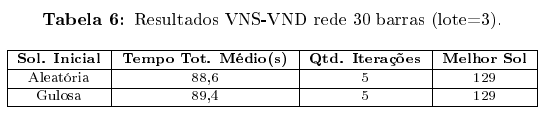 Tabela 6: Resultados VNS-VND rede 30 barras (lote=3).
Sol. Inicial Tempo Tot. Médio(s) Qtd. Iterações Melhor Sol
Aleatória 88,6 5 129
Gulosa 89,4 5 129